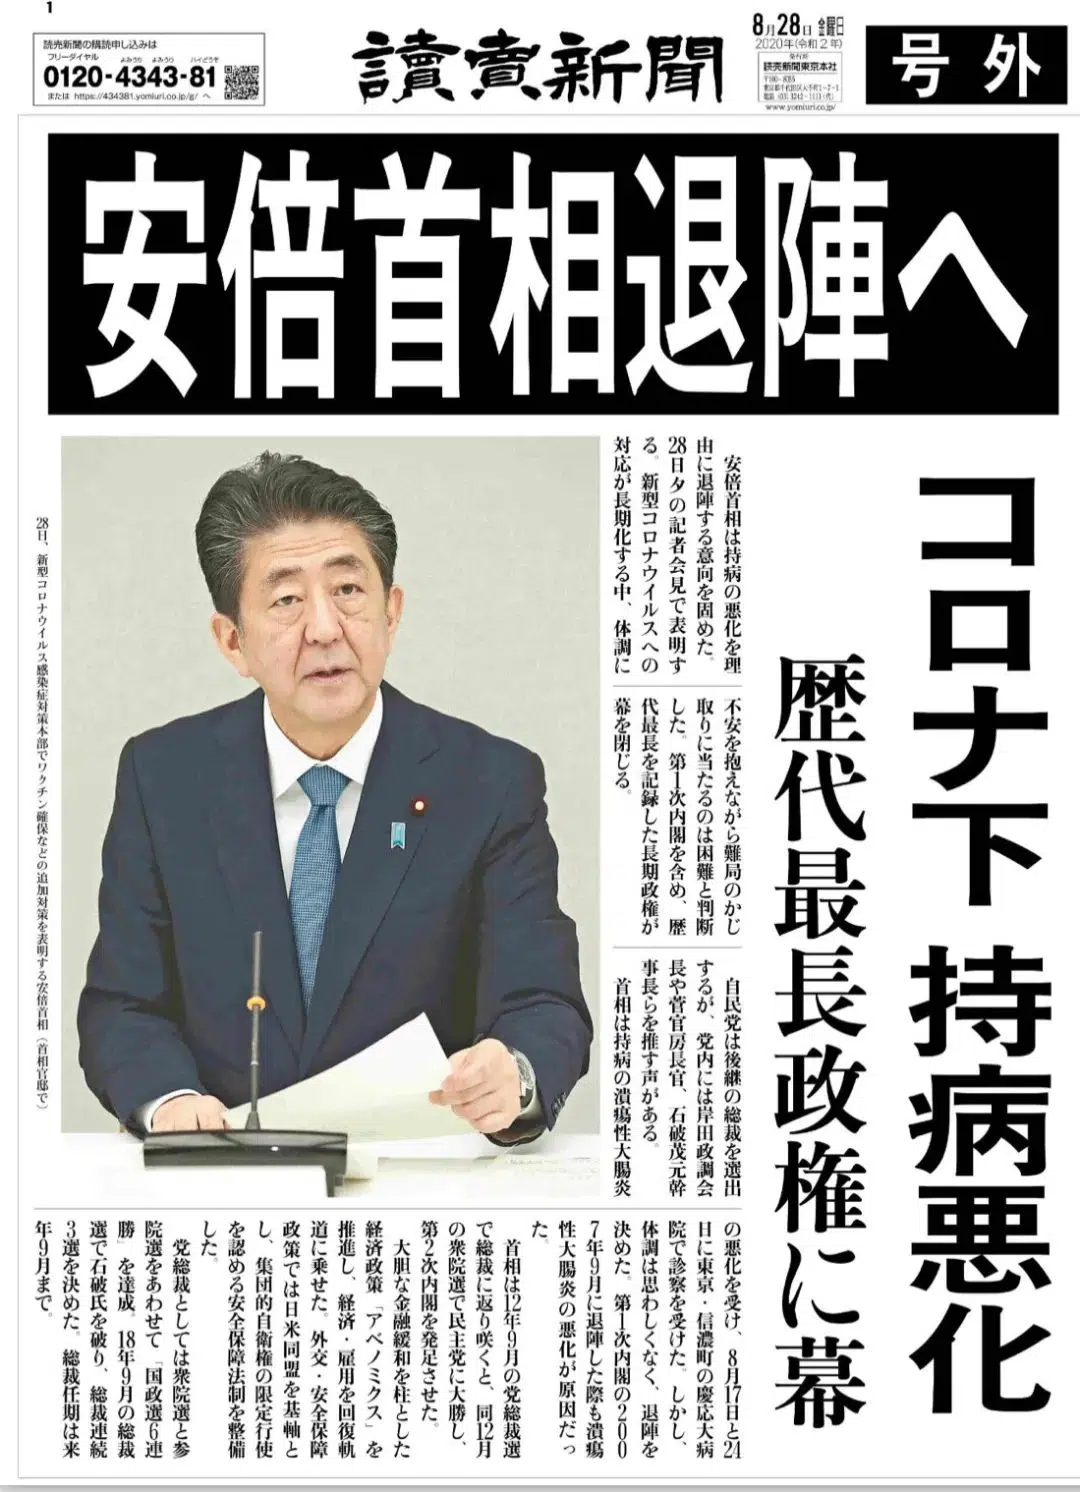 1
読売新聞の購読申し込みは
フリーダイヤル
よみうり よみうり ハイどうぞ
0120-4343-81
または https://434381.yomiuri.co.jp/g/ へ
讀賣新聞
8月28日 金曜日
2020年(令和2年)
発行所
読売新聞東京本社
〒100-8055
東京都千代田区大手町1-7-1
電話(03)3242-1111(代)
www.yomiuri.co.jp/
号外
安倍首相退陣へ
コロナ下 持病悪化
歴代最長政権に幕
安倍首相は持病の悪化を理
由に退陣する意向を固めた。
28日夕の記者会見で表明す
る。新型コロナウイルスへの
対応が長期化する中、体調に
不安を抱えながら難局のかじ
取りに当たるのは困難と判断
した。第1次内閣を含め、歴
代最長を記録した長期政権が
幕を閉じる。
自民党は後継の総裁を選出
するが、党内には岸田政調会
長や菅官房長官、石破茂元幹
事長らを推す声がある。
首相は持病の潰瘍性大腸炎
の悪化を受け、8月17日と24
日に東京・信濃町の慶応大病
院で診察を受けた。しかし、
体調は思わしくなく、退陣を
決めた。第1次内閣の200
7年9月に退陣した際も潰瘍
性大腸炎の悪化が原因だっ
た。
首相は12年9月の党総裁選
で総裁に返り咲くと、同12月
の衆院選で民主党に大勝し、
第2次内閣を発足させた。
大胆な金融緩和を柱とした
経済政策「アベノミクス」を
推進し、経済・雇用を回復軌
道に乗せた。外交・安全保障
政策では日米同盟を基軸と
し、集団的自衛権の限定行使
を認める安全保障法制を整備
した。
党総裁としては衆院選と参
院選をあわせて「国政選6連
勝」を達成。18年9月の総裁
選で石破氏を破り、総裁連続
3選を決めた。総裁任期は来
年9月まで。
28日、新型コロナウイルス感染症対策本部でワクチン確保などの追加対策を表明する安倍首相(首相官邸で)